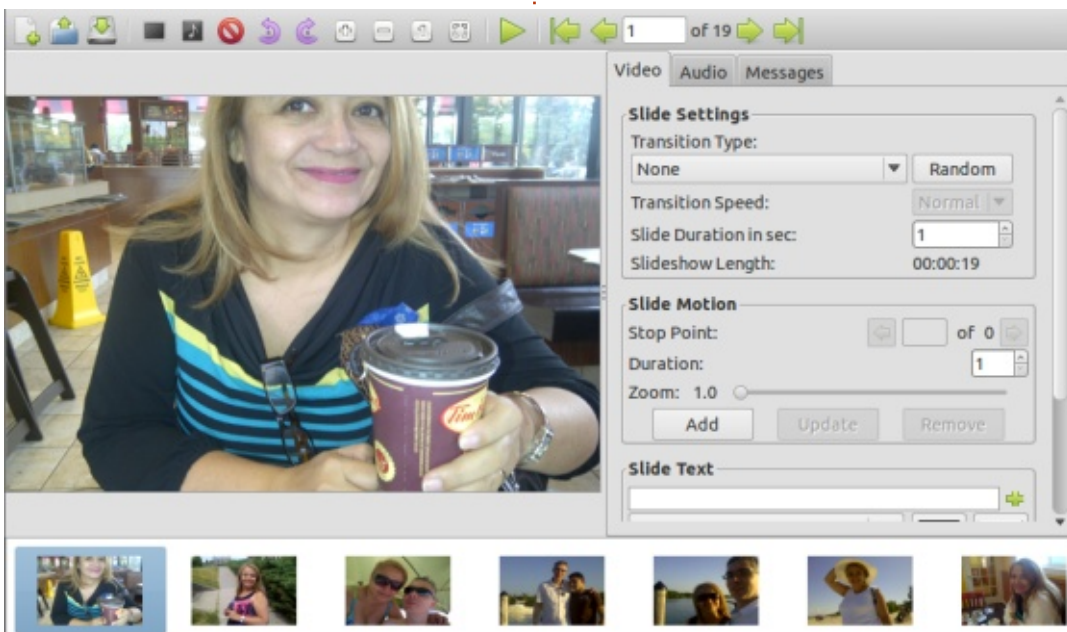 1 of 19
Video Audio Messages
Slide Settings
Transition Type:
None Random
Transition Speed: Normal
Slide Duration in sec: 1
Slideshow Length: 00:00:19
Slide Motion
Stop Point: of 0
Duration: 1
Zoom: 1.0
Add Update Remove
Slide Text